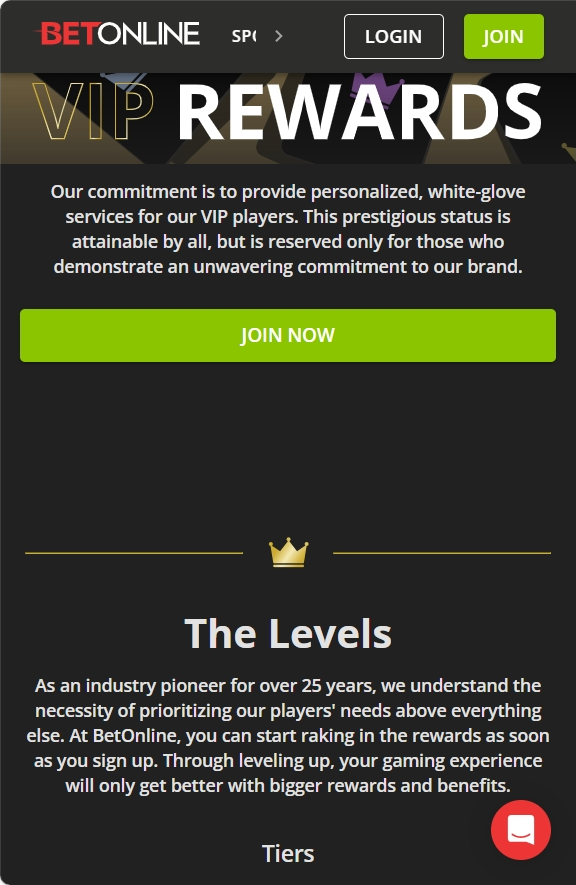 BETONLINE
LOGIN
JOIN
VIP REWARDS
Our commitment is to provide personalized, white-glove
services for our VIP players. This prestigious status is
attainable by all, but is reserved only for those who
demonstrate an unwavering commitment to our brand.
JOIN NOW
The Levels
As an industry pioneer for over 25 years, we understand the
necessity of prioritizing our players' needs above everything
else. At BetOnline, you can start raking in the rewards as soon
as you sign up. Through leveling up, your gaming experience
will only get better with bigger rewards and benefits.
Tiers